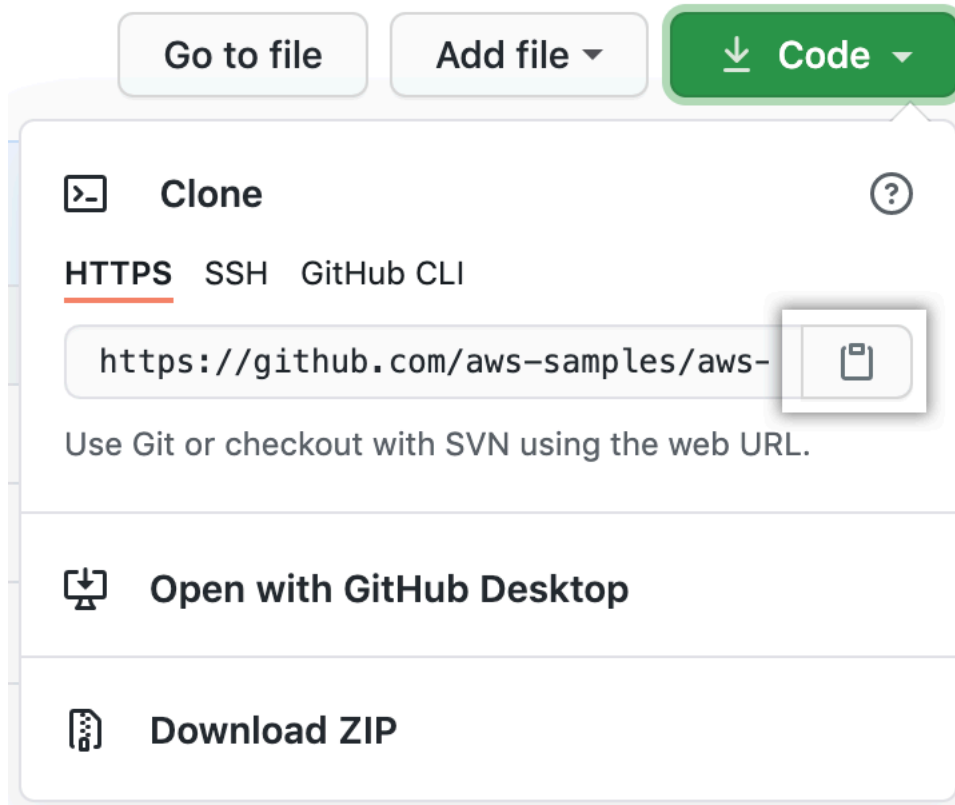 Go to file Add file Code
Clone
HTTPS SSH GitHub CLI
https://github.com/aws-samples/aws-
Use Git or checkout with SVN using the web URL.
Open with GitHub Desktop
Download ZIP